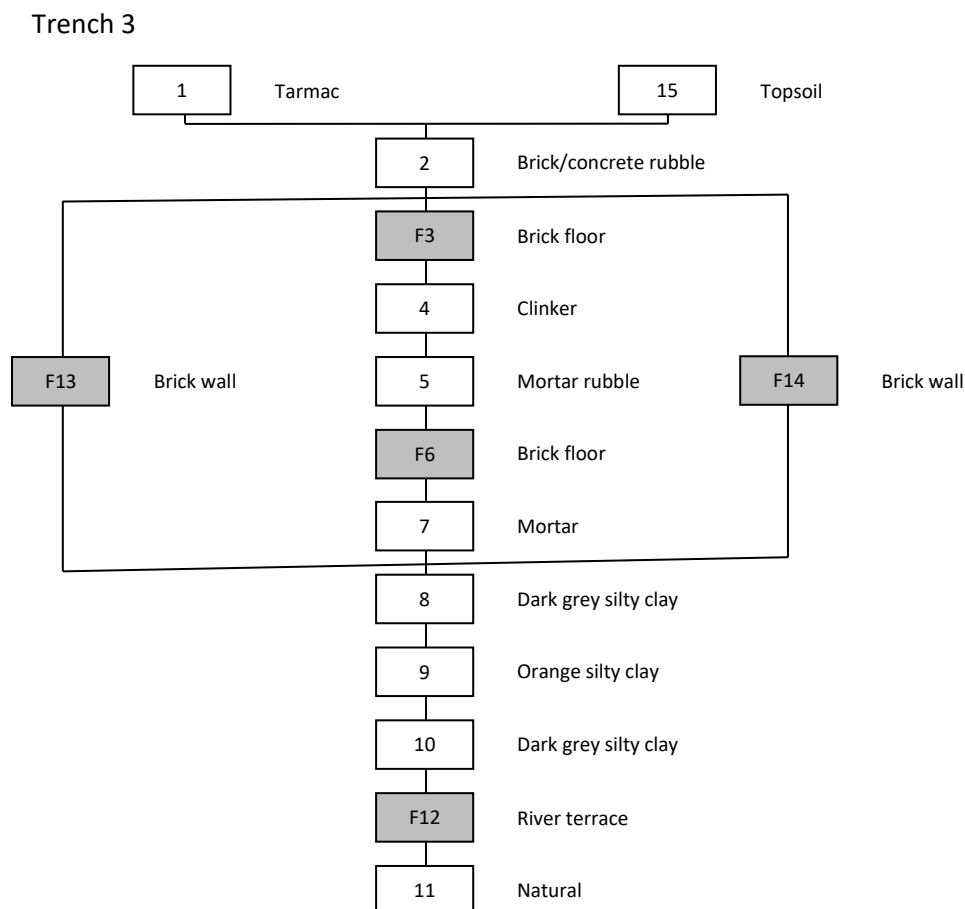 Trench 3
1 Tarmac 15 Topsoil
2 Brick/concrete rubble
F3 Brick floor
4 Clinker
F13 Brick wall 5 Mortar rubble F14 Brick wall
F6 Brick floor
7 Mortar
8 Dark grey silty clay
9 Orange silty clay
10 Dark grey silty clay
F12 River terrace
11 Natural